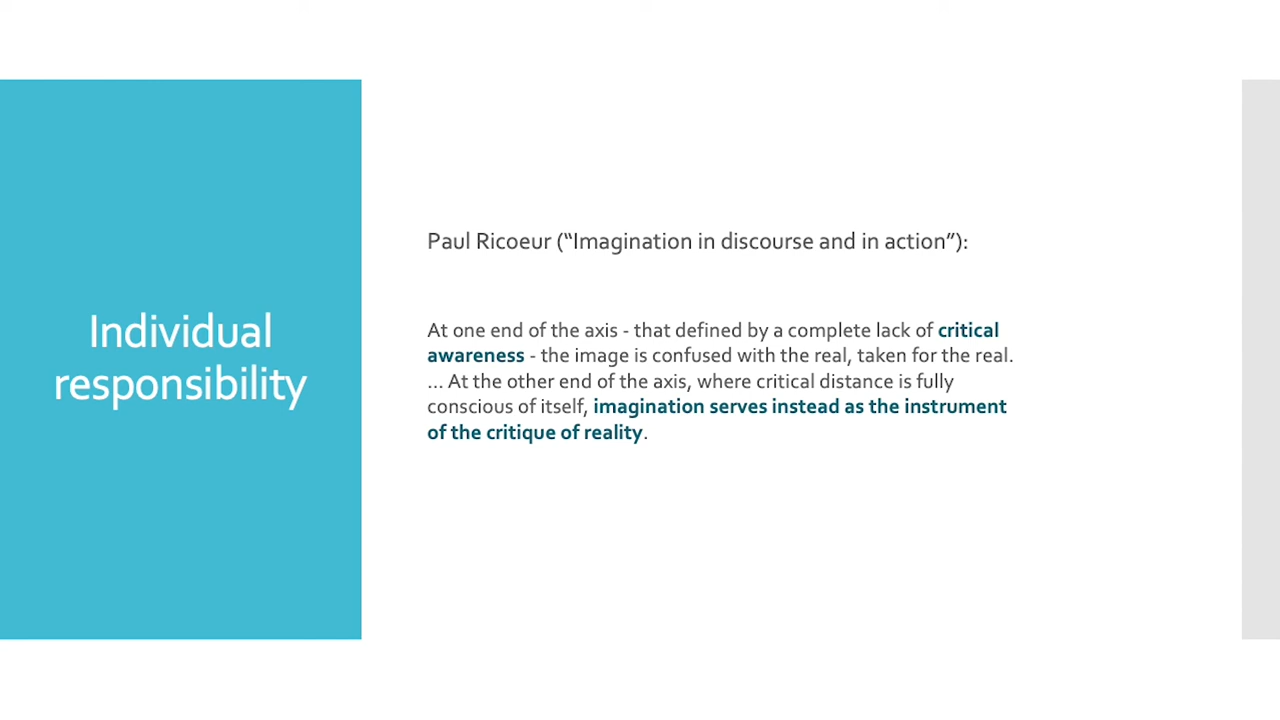 Individual
responsibility
Paul Ricoeur (“Imagination in discourse and in action”):
At one end of the axis - that defined by a complete lack of critical
awareness - the image is confused with the real, taken for the real.
... At the other end of the axis, where critical distance is fully
conscious of itself, imagination serves instead as the instrument
of the critique of reality.